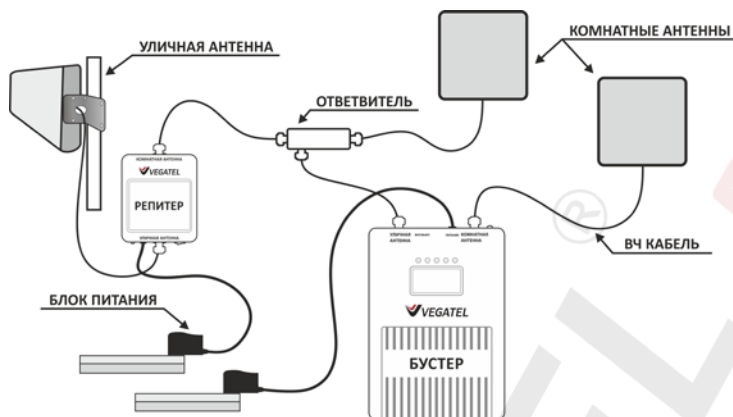 УЛИЧНАЯ АНТЕННА
КОМНАТНЫЕ АНТЕННЫ
ОТВЕТВИТЕЛЬ
КОМНАТНАЯ АНТЕННА
VEGATEL
РЕПИТЕР
УЛИЧНАЯ АНТЕННА
УЛИЧНАЯ АНТЕННА
КОМНАТНАЯ АНТЕННА
ВЧ КАБЕЛЬ
БЛОК ПИТАНИЯ
VEGATEL
БУСТЕР
®